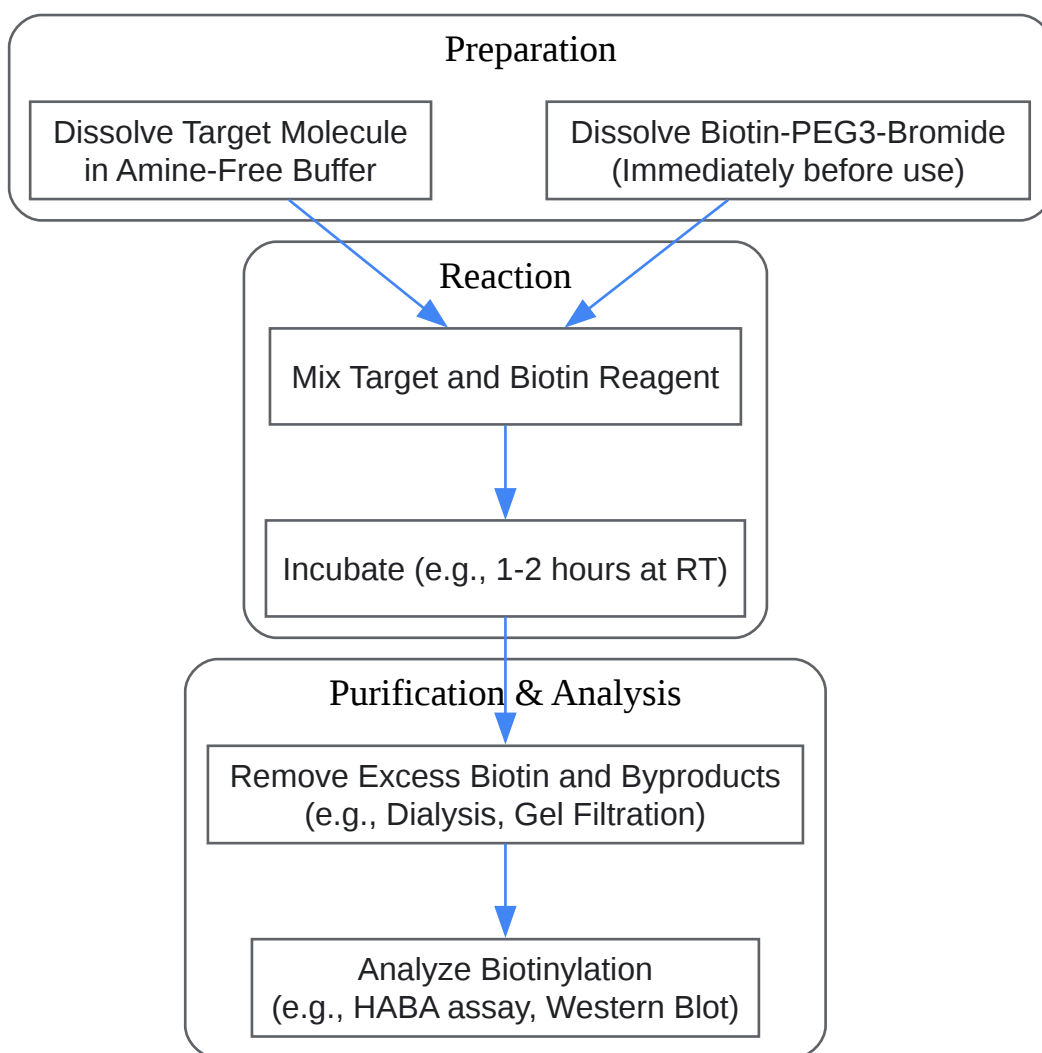 Preparation
Dissolve Target Molecule
in Amine-Free Buffer
Dissolve Biotin-PEG3-Bromide
(Immediately before use)
Reaction
Mix Target and Biotin Reagent
Incubate (e.g., 1-2 hours at RT)
Purification & Analysis
Remove Excess Biotin and Byproducts
(e.g., Dialysis, Gel Filtration)
Analyze Biotinylation
(e.g., HABA assay, Western Blot)